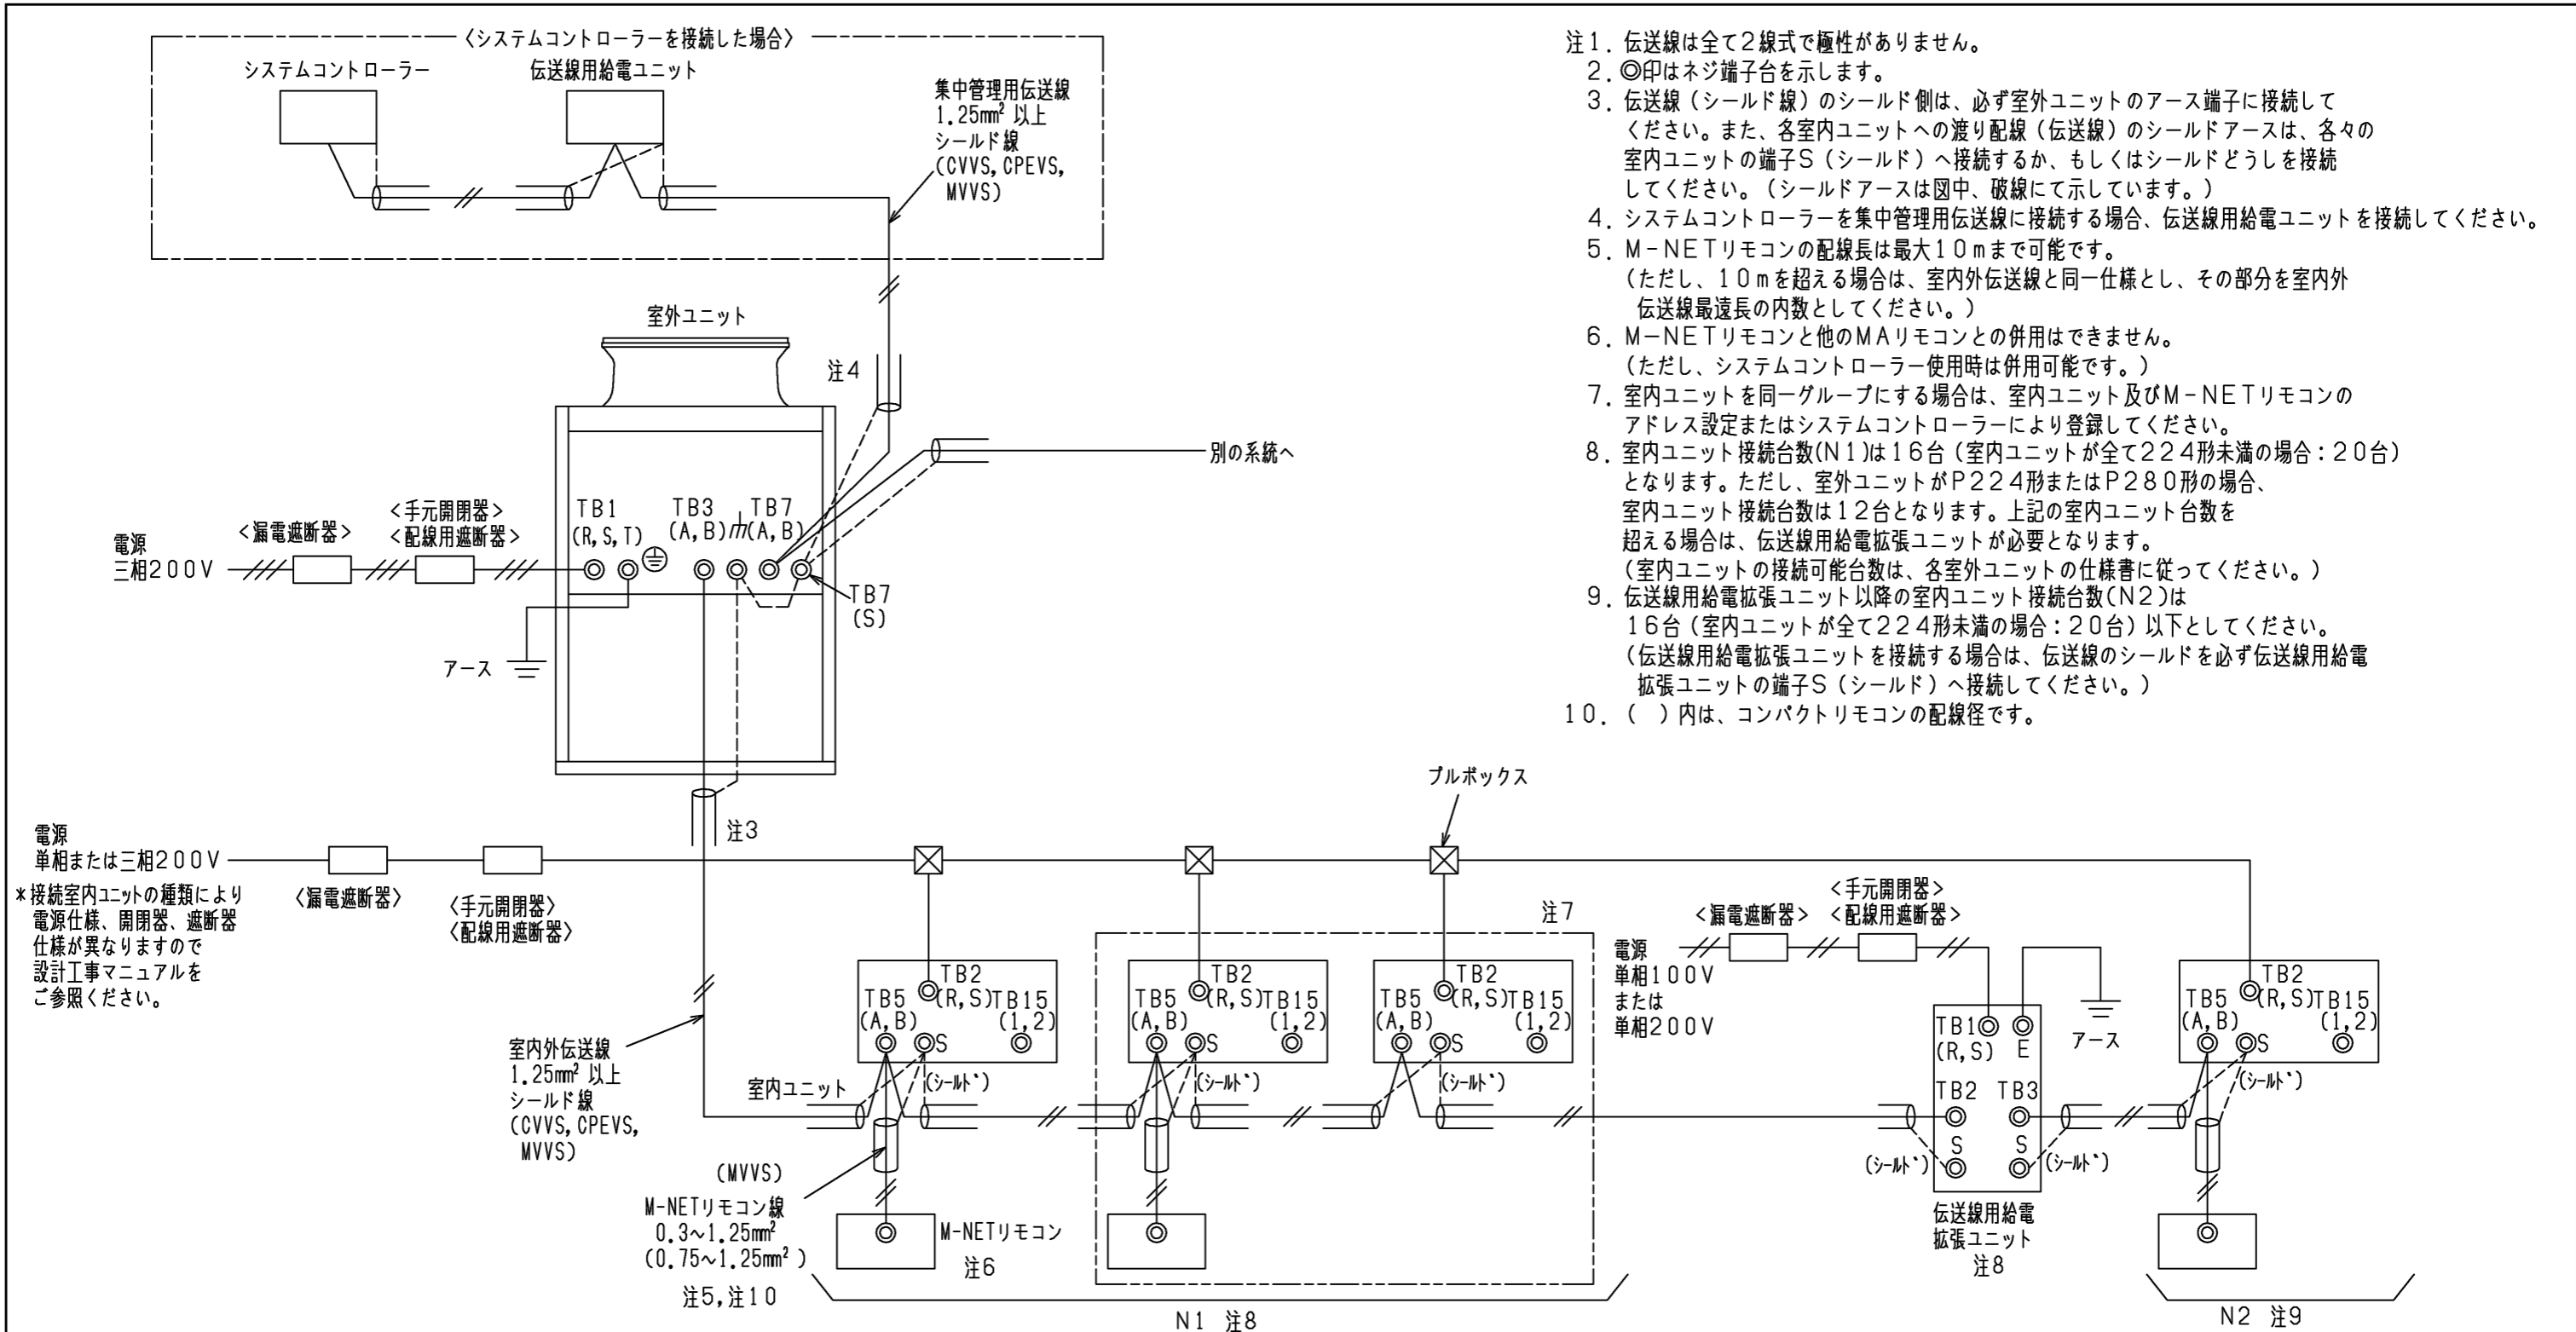 〈システムコントローラーを接続した場合〉
システムコントローラー
伝送線用給電ユニット
集中管理用伝送線
1.25mm² 以上
シールド線
(CVVS,CPEVS,
MVVS)
室外ユニット
注4
別の系統へ
TB1
(R,S,T)
TB3
(A,B)
TB7
(A,B)
TB7
(S)
<漏電遮断器>
<手元開閉器>
<配線用遮断器>
電源
三相200V
アース
注3
注1. 伝送線は全て2線式で極性がありません。
2. ◎印はネジ端子台を示します。
3. 伝送線(シールド線)のシールド側は、必ず室外ユニットのアース端子に接続して
ください。また、各室内ユニットへの渡り配線(伝送線)のシールドアースは、各々の
室内ユニットの端子S(シールド)へ接続するか、もしくはシールドどうしを接続
してください。(シールドアースは図中、破線にて示しています。)
4. システムコントローラーを集中管理用伝送線に接続する場合、伝送線用給電ユニットを接続してください。
5. M-NETリモコンの配線長は最大10mまで可能です。
(ただし、10mを超える場合は、室内外伝送線と同一仕様とし、その部分を室内外
伝送線最遠長の内数としてください。)
6. M-NETリモコンと他のMAリモコンとの併用はできません。
(ただし、システムコントローラー使用時は併用可能です。)
7. 室内ユニットを同一グループにする場合は、室内ユニット及びM-NETリモコンの
アドレス設定またはシステムコントローラーにより登録してください。
8. 室内ユニット接続台数(N1)は16台(室内ユニットが全て224形未満の場合:20台)
となります。ただし、室外ユニットがP224形またはP280形の場合、
室内ユニット接続台数は12台となります。上記の室内ユニット台数を
超える場合は、伝送線用給電拡張ユニットが必要となります。
(室内ユニットの接続可能台数は、各室外ユニットの仕様書に従ってください。)
9. 伝送線用給電拡張ユニット以降の室内ユニット接続台数(N2)は
16台(室内ユニットが全て224形未満の場合:20台)以下としてください。
(伝送線用給電拡張ユニットを接続する場合は、伝送線のシールドを必ず伝送線用給電
拡張ユニットの端子S(シールド)へ接続してください。)
10. ( )内は、コンパクトリモコンの配線径です。
プルボックス
電源
単相または三相200V
*接続室内ユニットの種類により
電源仕様、開閉器、遮断器
仕様が異なりますので
設計工事マニュアルを
ご参照ください。
<漏電遮断器>
<手元開閉器>
<配線用遮断器>
室内外伝送線
1.25mm² 以上
シールド線
(CVVS,CPEVS,
MVVS)
室内ユニット
TB2
(R,S)
TB5
(A,B)
TB15
(1,2)
S
(シールド)
TB2
(R,S)
TB5
(A,B)
TB15
(1,2)
S
(シールド)
TB2
(R,S)
TB5
(A,B)
TB15
(1,2)
S
(シールド)
注7
(MVVS)
M-NETリモコン線
0.3~1.25mm²
(0.75~1.25mm² )
注5,注10
M-NETリモコン
注6
N1 注8
<漏電遮断器>
<手元開閉器>
<配線用遮断器>
電源
単相100V
または
単相200V
アース
TB1
(R,S)
E
TB2
TB3
S
S
(シールド)
(シールド)
伝送線用給電
拡張ユニット
注8
TB2
(R,S)
TB5
(A,B)
TB15
(1,2)
S
(シールド)
N2 注9